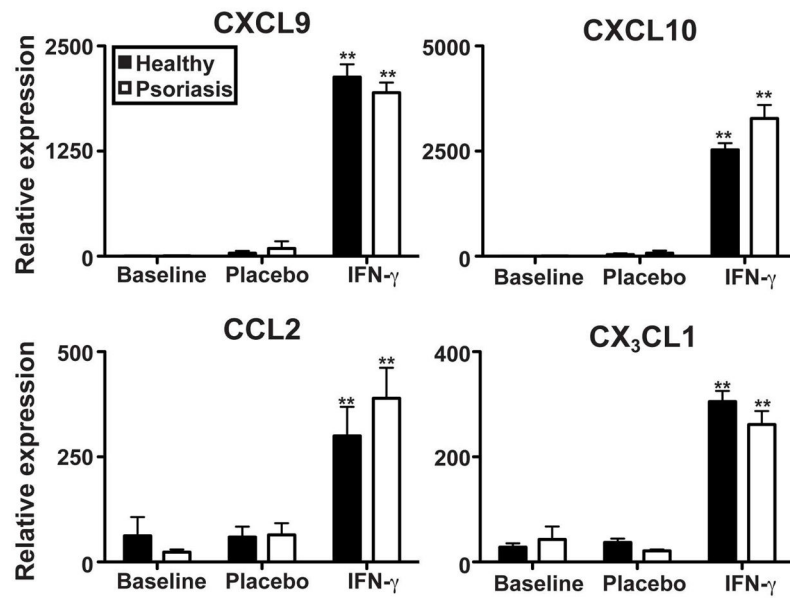 CXCL9
CXCL10
Relative expression
2500
1250
0
Healthy
Psoriasis
**
**
Baseline Placebo IFN-γ
5000
2500
0
**
**
Baseline Placebo IFN-γ
CCL2
CX₃CL1
Relative expression
500
250
0
**
**
Baseline Placebo IFN-γ
400
200
0
**
**
Baseline Placebo IFN-γ